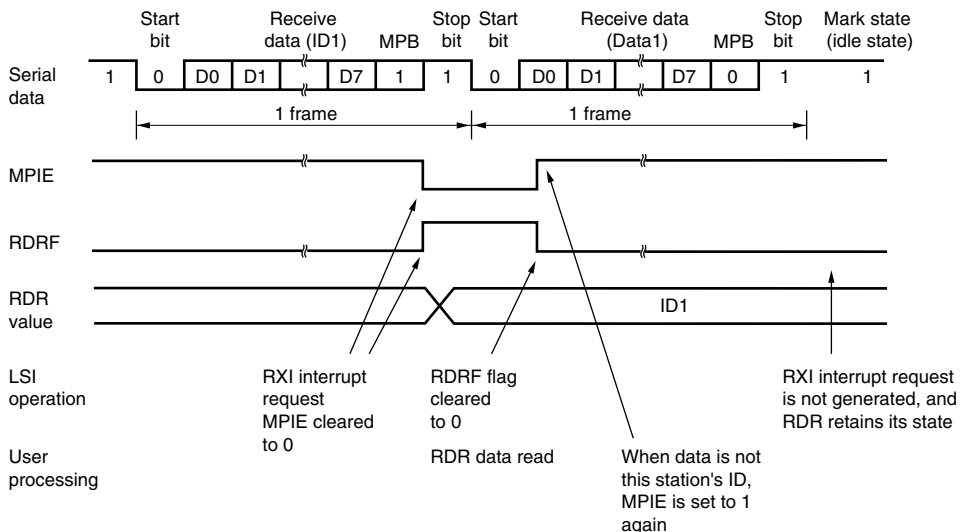 Start bit
Receive data (ID1)
MPB
Stop bit
Start bit
Receive data (Data1)
MPB
Stop bit
Mark state (idle state)
Serial data
1 0 D0 D1 D7 1 1 0 D0 D1 D7 0 1 1
1 frame
1 frame
MPIE
RDRF
RDR value
ID1
LSI operation
RXI interrupt
request
MPIE cleared
to 0
RDRF flag
cleared
to 0
RXI interrupt request
is not generated, and
RDR retains its state
User processing
RDR data read
When data is not
this station's ID,
MPIE is set to 1
again